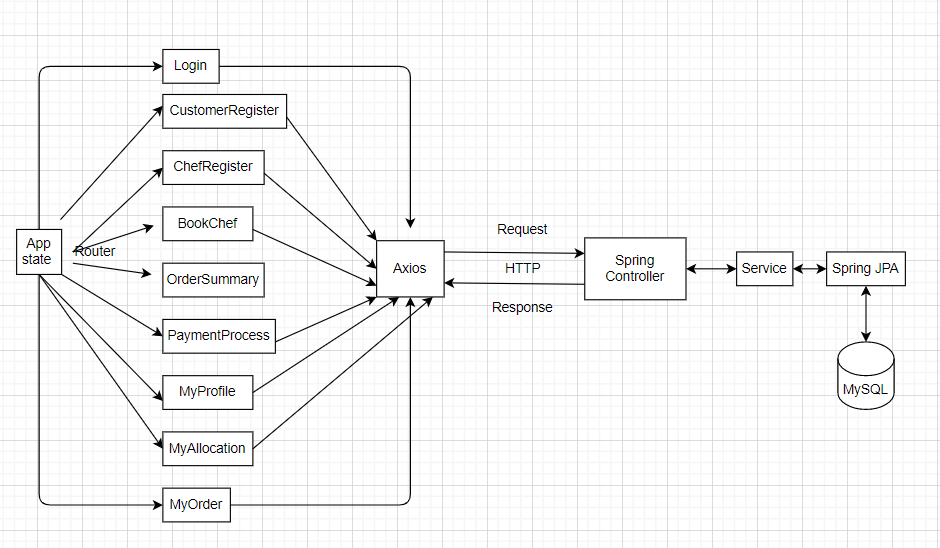 Login
CustomerRegister
ChefRegister
BookChef
App
state
Router
OrderSummary
PaymentProcess
MyProfile
MyAllocation
MyOrder
Axios
Request
HTTP
Response
Spring
Controller
Service
Spring JPA
MySQL